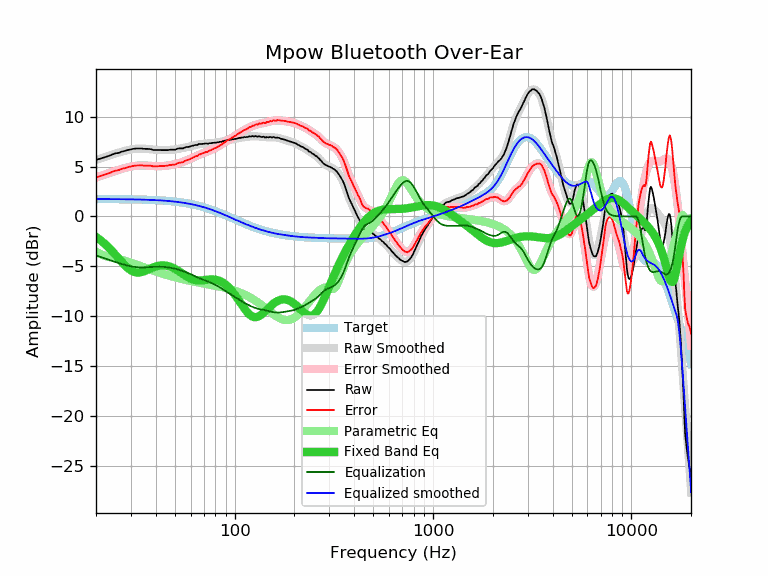 Mpow Bluetooth Over-Ear
10
5
0
−5
−10
−15
−20
−25
Amplitude (dBr)
Target
Raw Smoothed
Error Smoothed
Raw
Error
Parametric Eq
Fixed Band Eq
Equalization
Equalized smoothed
100 1000 10000
Frequency (Hz)